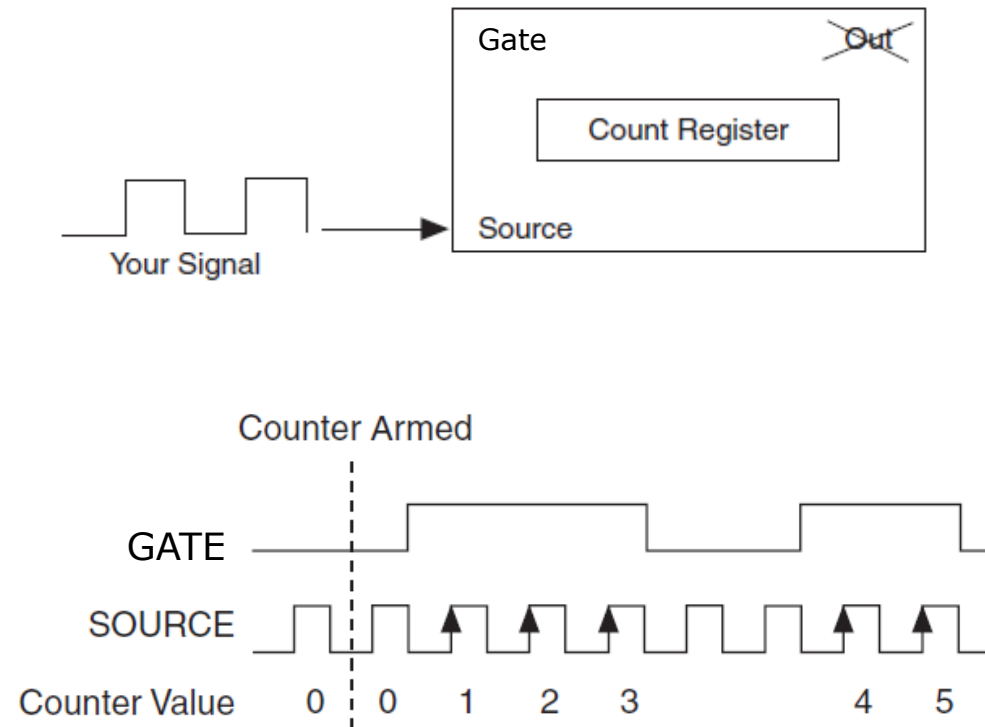 Gate
Out
Count Register
Source
Your Signal
Counter Armed
GATE
SOURCE
Counter Value 0 0 1 2 3 4 5